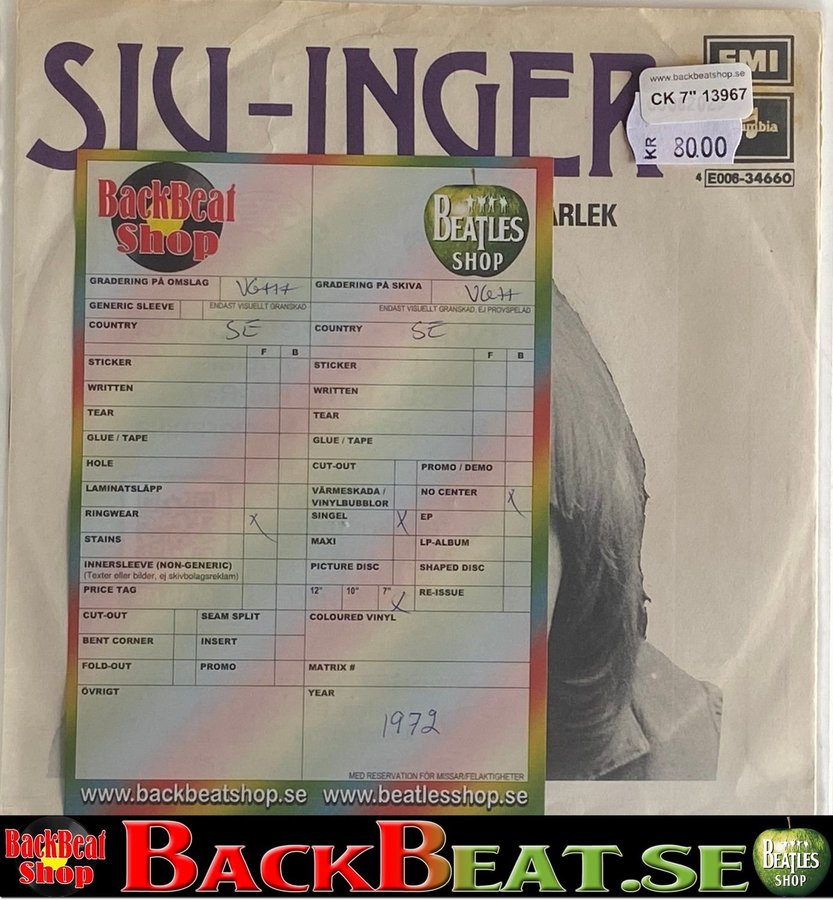 SIV-INGER
EMI
www.backbeatshop.se
CK 7" 13967
KR 80.00
4 E006-34660
ARLEK
BACKBEAT
SHOP
BEATLES
SHOP
GRADERING PÅ OMSLAG VG+++
GENERIC SLEEVE ENDAST VISUELLT GRANSKAD
COUNTRY SE
F B
STICKER
WRITTEN
TEAR
GLUE / TAPE
HOLE
LAMINATSLÄPP
RINGWEAR X
STAINS
INNERSLEEVE (NON-GENERIC)
(Texter eller bilder, ej skivbolagsreklam)
PRICE TAG
CUT-OUT SEAM SPLIT
BENT CORNER INSERT
FOLD-OUT PROMO
ÖVRIGT
GRADERING PÅ SKIVA VG++
ENDAST VISUELLT GRANSKAD, EJ PROVSPELAD
COUNTRY SE
F B
STICKER
WRITTEN
TEAR
GLUE / TAPE
CUT-OUT PROMO / DEMO
VÄRMESKADA / NO CENTER X
VINYLBUBBLOR
SINGEL X EP
MAXI LP-ALBUM
PICTURE DISC SHAPED DISC
12" 10" 7" X RE-ISSUE
COLOURED VINYL
MATRIX #
YEAR
1972
MED RESERVATION FÖR MISSAR/FELAKTIGHETER
www.backbeatshop.se www.beatlesshop.se
BACKBEAT
SHOP
BACKBEAT.SE
BEATLES
SHOP